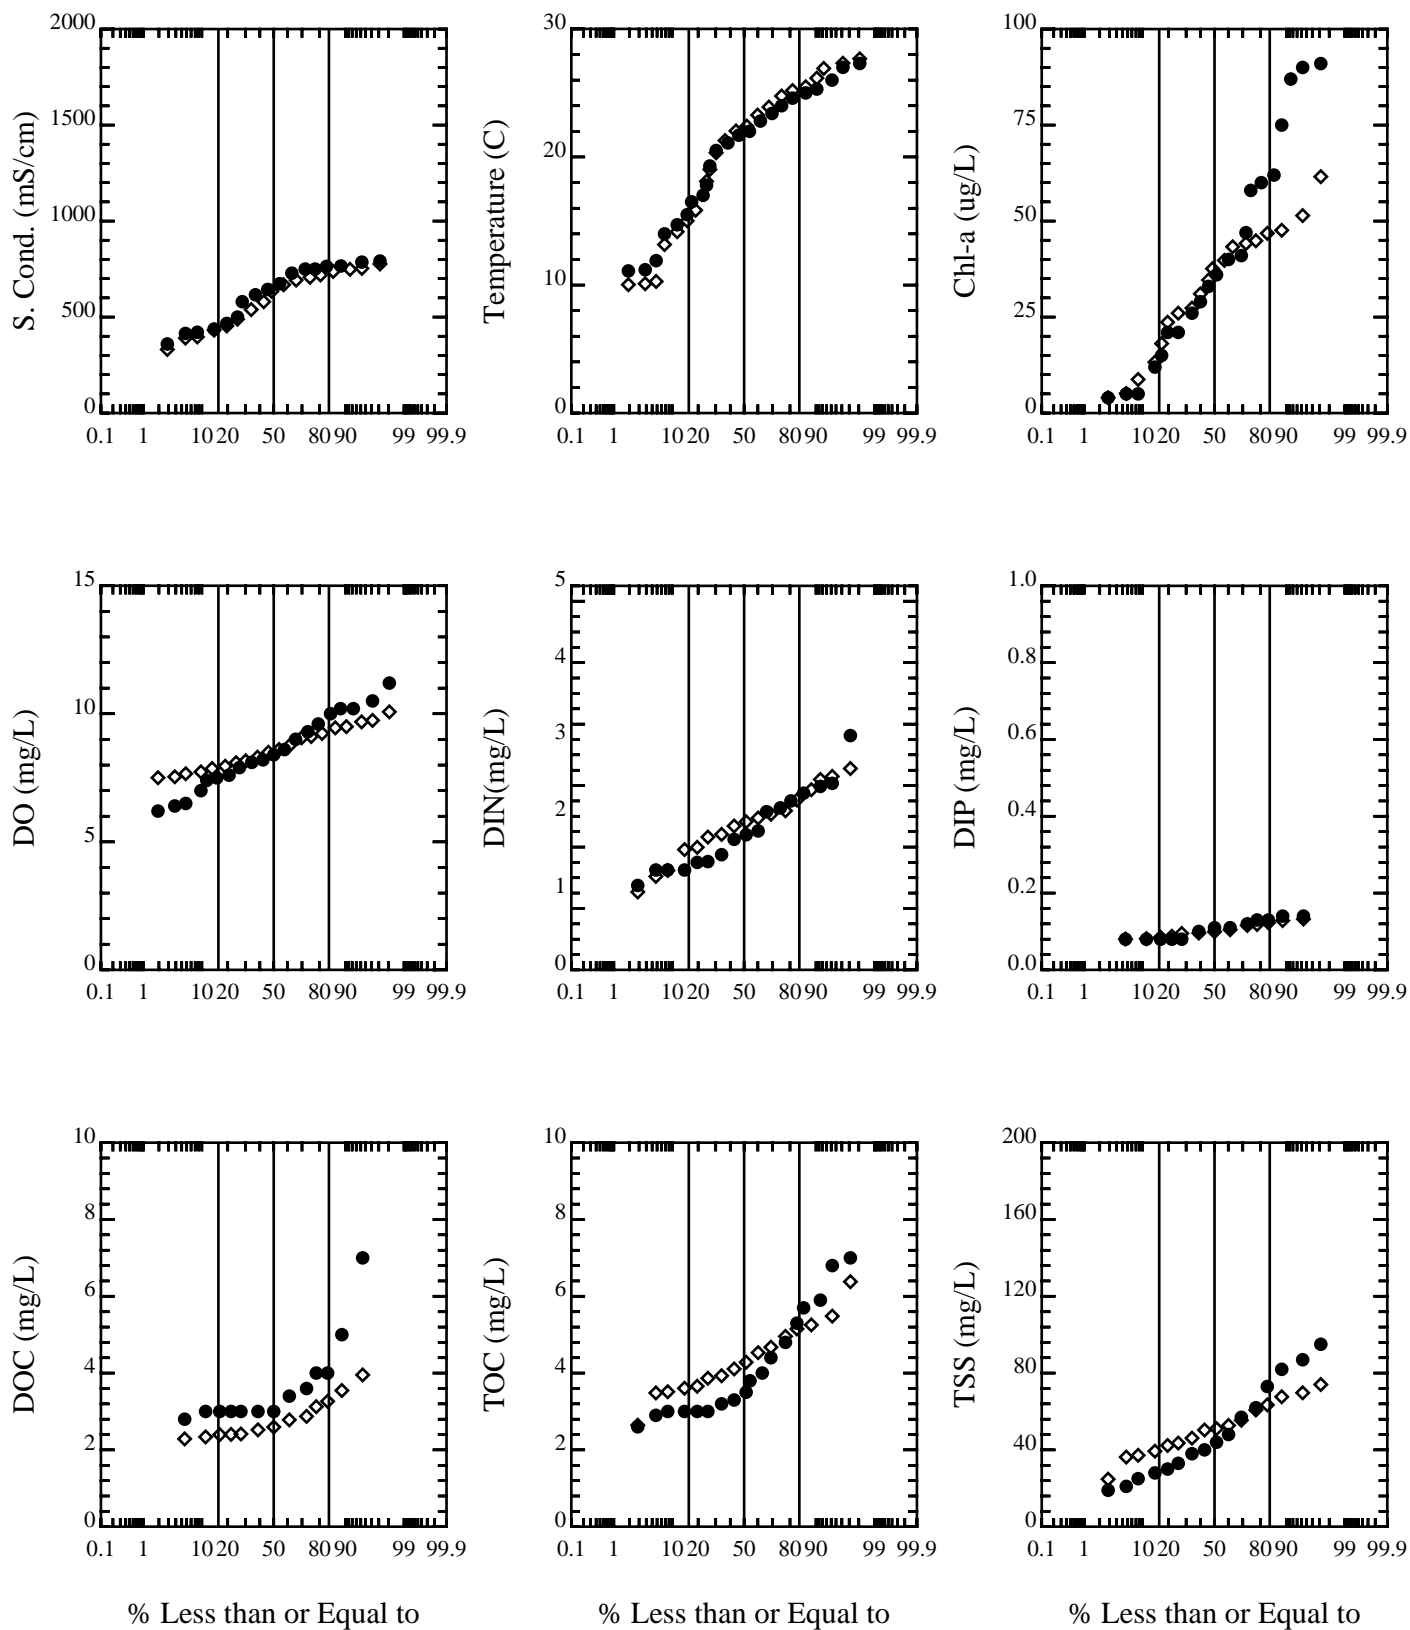 S. Cond. (mS/cm)
2000
1500
1000
500
0
0.1 1 10 20 50 80 90 99 99.9
Temperature (C)
30
20
10
0
0.1 1 10 20 50 80 90 99 99.9
Chl-a (ug/L)
100
75
50
25
0
0.1 1 10 20 50 80 90 99 99.9
DO (mg/L)
15
10
5
0
0.1 1 10 20 50 80 90 99 99.9
DIN(mg/L)
5
4
3
2
1
0
0.1 1 10 20 50 80 90 99 99.9
DIP (mg/L)
1.0
0.8
0.6
0.4
0.2
0.0
0.1 1 10 20 50 80 90 99 99.9
DOC (mg/L)
10
8
6
4
2
0
0.1 1 10 20 50 80 90 99 99.9
% Less than or Equal to
TOC (mg/L)
10
8
6
4
2
0
0.1 1 10 20 50 80 90 99 99.9
% Less than or Equal to
TSS (mg/L)
200
160
120
80
40
0
0.1 1 10 20 50 80 90 99 99.9
% Less than or Equal to